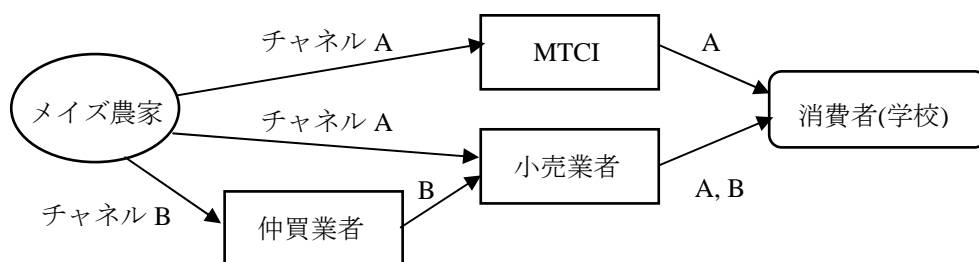 チャネル A
MTCI
A
メイズ農家
チャネル A
消費者(学校)
小売業者
B
A, B
チャネル B
仲買業者